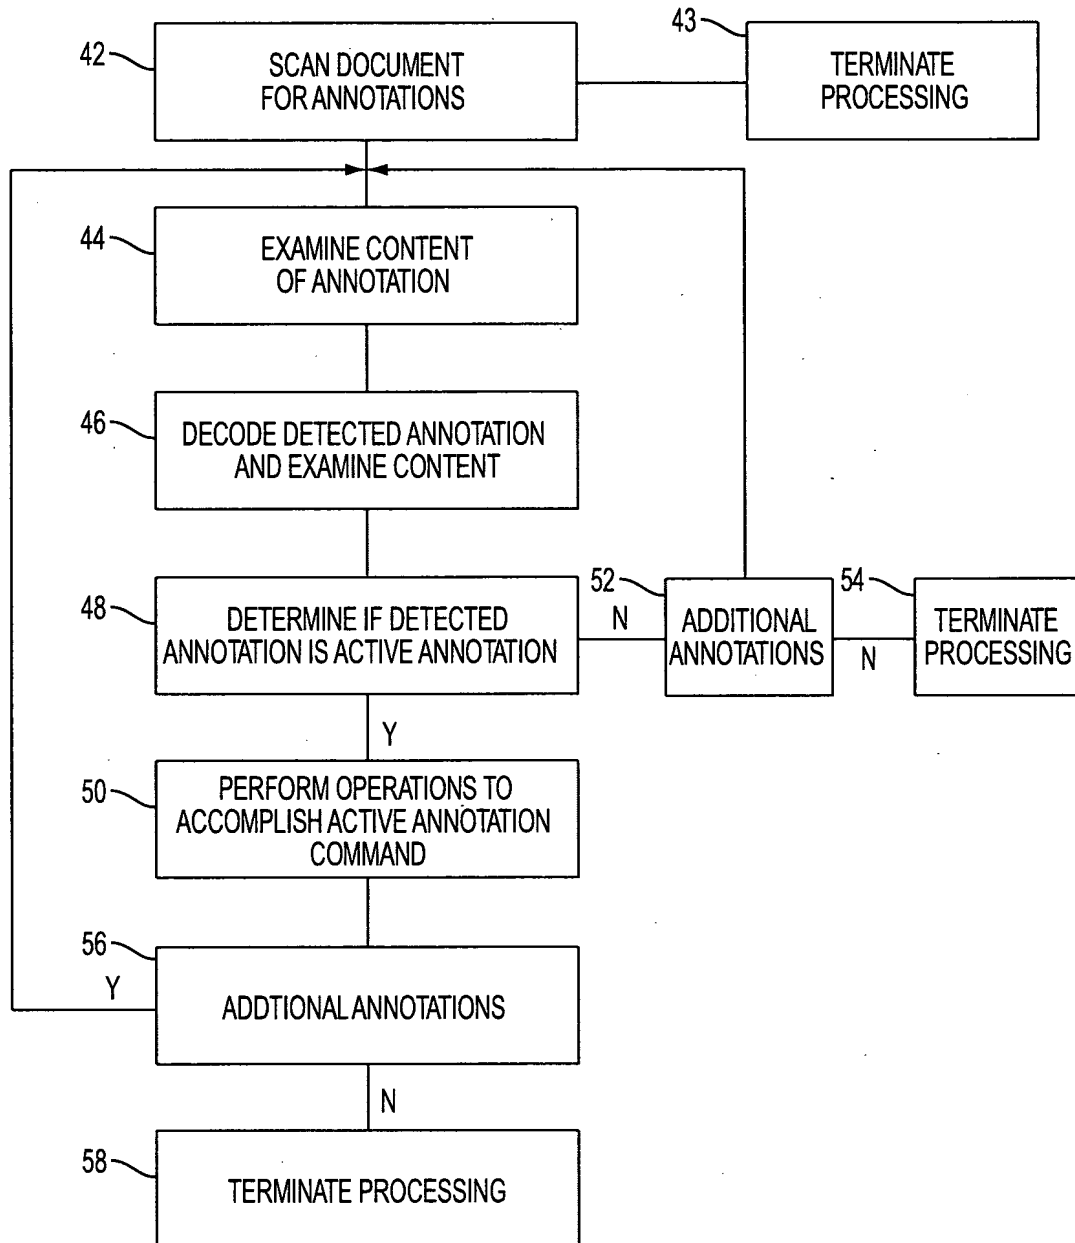 42
SCAN DOCUMENT
FOR ANNOTATIONS
43
TERMINATE
PROCESSING
44
EXAMINE CONTENT
OF ANNOTATION
46
DECODE DETECTED ANNOTATION
AND EXAMINE CONTENT
48
DETERMINE IF DETECTED
ANNOTATION IS ACTIVE ANNOTATION
N
52
ADDITIONAL
ANNOTATIONS
N
54
TERMINATE
PROCESSING
Y
50
PERFORM OPERATIONS TO
ACCOMPLISH ACTIVE ANNOTATION
COMMAND
56
Y
ADDTIONAL ANNOTATIONS
N
58
TERMINATE PROCESSING